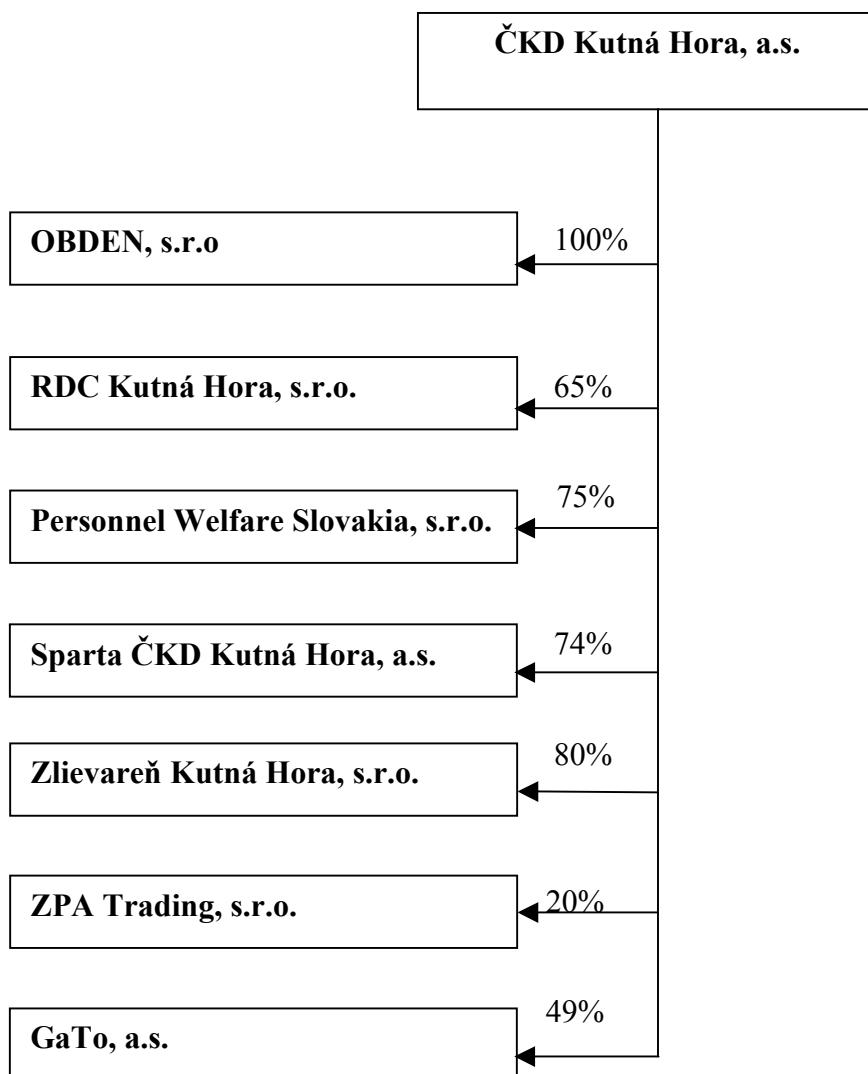 ČKD Kutná Hora, a.s.
OBDEN, s.r.o
100%
RDC Kutná Hora, s.r.o.
65%
Personnel Welfare Slovakia, s.r.o.
75%
Sparta ČKD Kutná Hora, a.s.
74%
Zlievareň Kutná Hora, s.r.o.
80%
ZPA Trading, s.r.o.
20%
GaTo, a.s.
49%